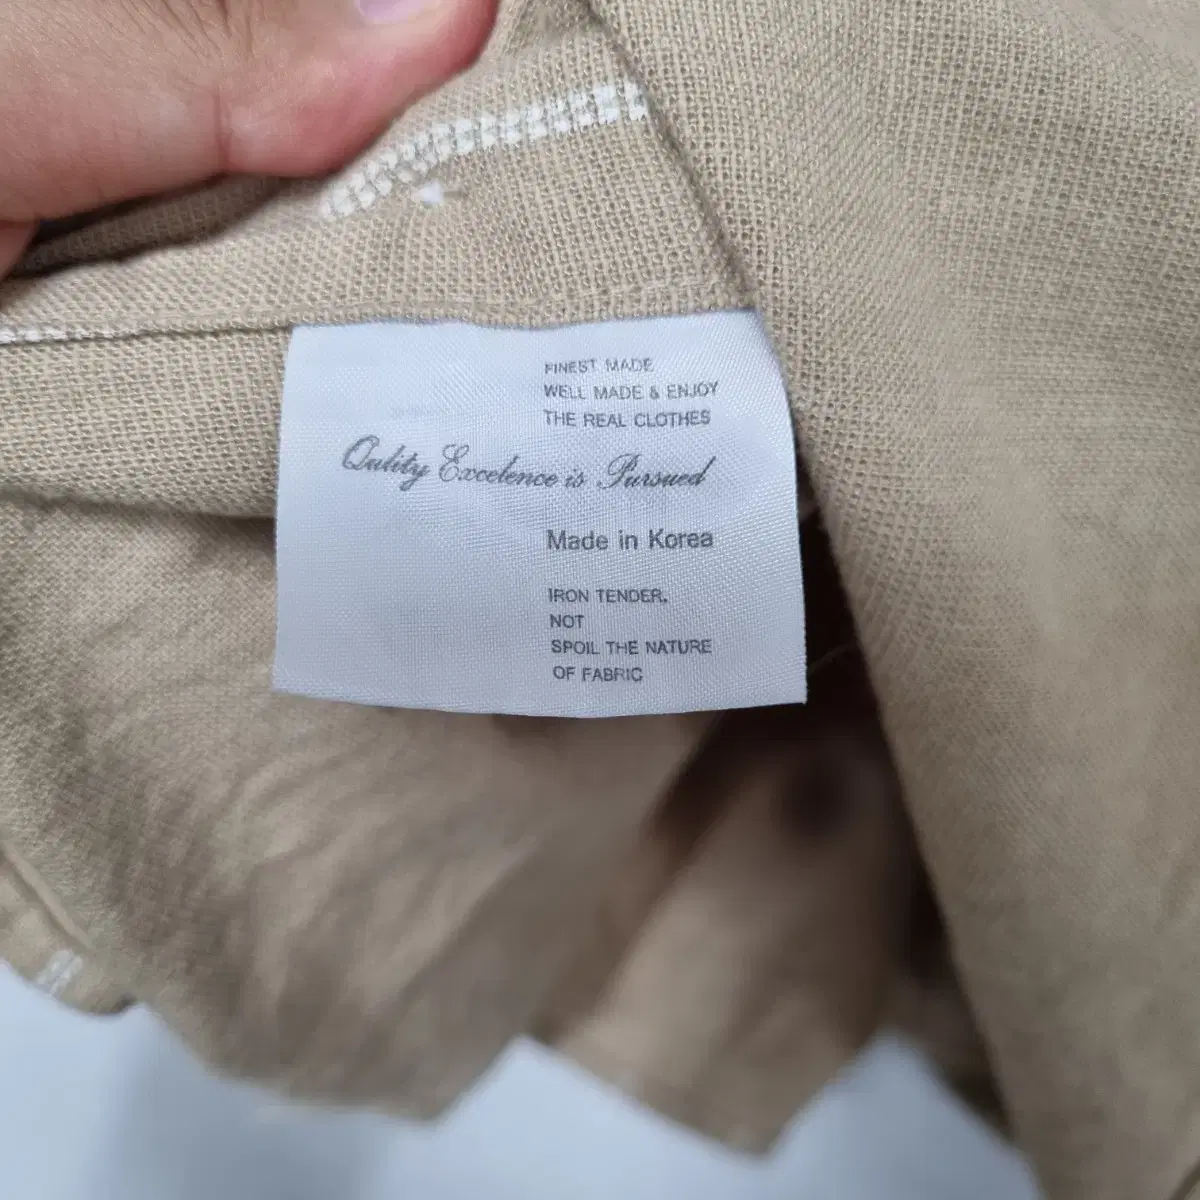 FINEST MADE
WELL MADE & ENJOY
THE REAL CLOTHES
Qulity Excelence is Pursued
Made in Korea
IRON TENDER.
NOT
SPOIL THE NATURE
OF FABRIC